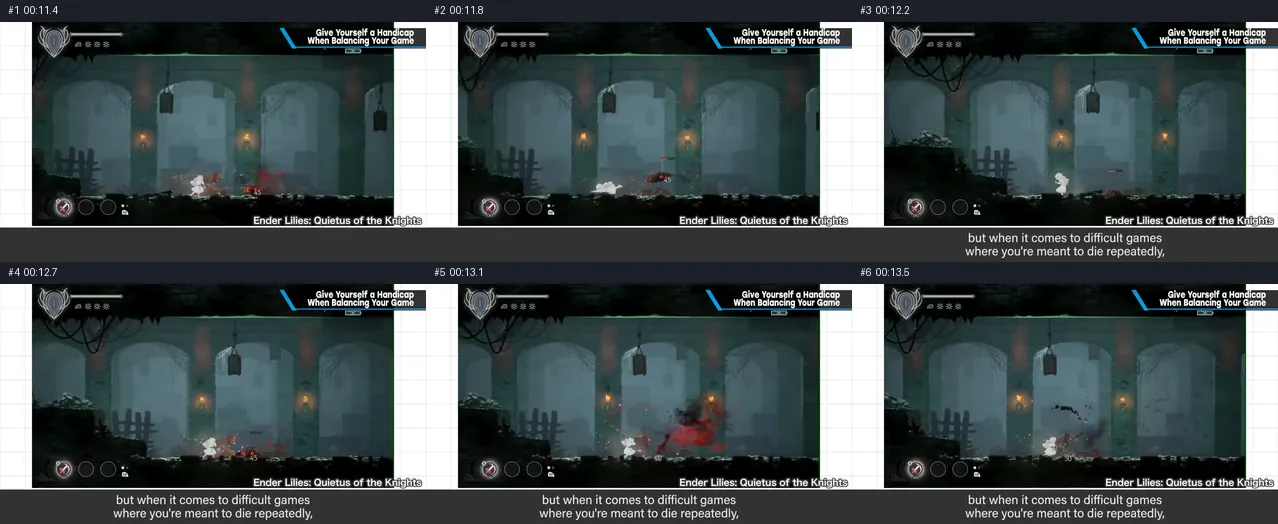 #1 00:11.4
Give Yourself a Handicap
When Balancing Your Game
45
Ender Lilies: Quietus of the Knights
#2 00:11.8
Give Yourself a Handicap
When Balancing Your Game
45
Ender Lilies: Quietus of the Knights
#3 00:12.2
Give Yourself a Handicap
When Balancing Your Game
Ender Lilies: Quietus of the Knights
but when it comes to difficult games
where you're meant to die repeatedly,
#4 00:12.7
Give Yourself a Handicap
When Balancing Your Game
45
Ender Lilies: Quietus of the Knights
but when it comes to difficult games
where you're meant to die repeatedly,
#5 00:13.1
Give Yourself a Handicap
When Balancing Your Game
Ender Lilies: Quietus of the Knights
but when it comes to difficult games
where you're meant to die repeatedly,
#6 00:13.5
Give Yourself a Handicap
When Balancing Your Game
Ender Lilies: Quietus of the Knights
but when it comes to difficult games
where you're meant to die repeatedly,